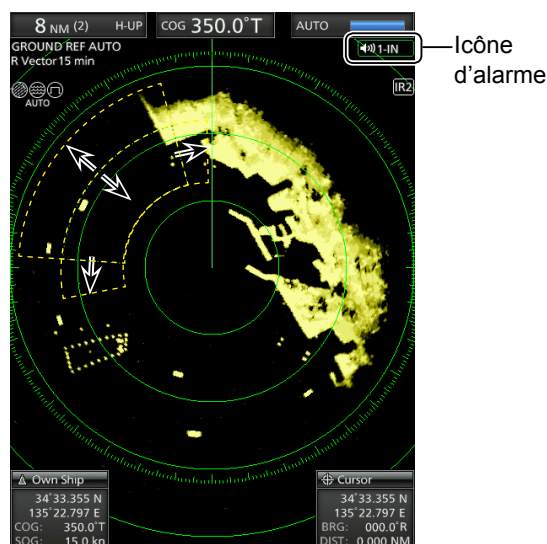 8 NM (2) H-UP COG 350.0°T AUTO
GROUND REF AUTO
R Vector 15 min
1-IN
Icône
d'alarme
IR2
AUTO
Own Ship
34°33.355 N
135°22.797 E
COG: 350.0°T
SOG: 15.0 kn
Cursor
34°33.355 N
135°22.797 E
BRG: 000.0°R
DIST: 0.000 NM